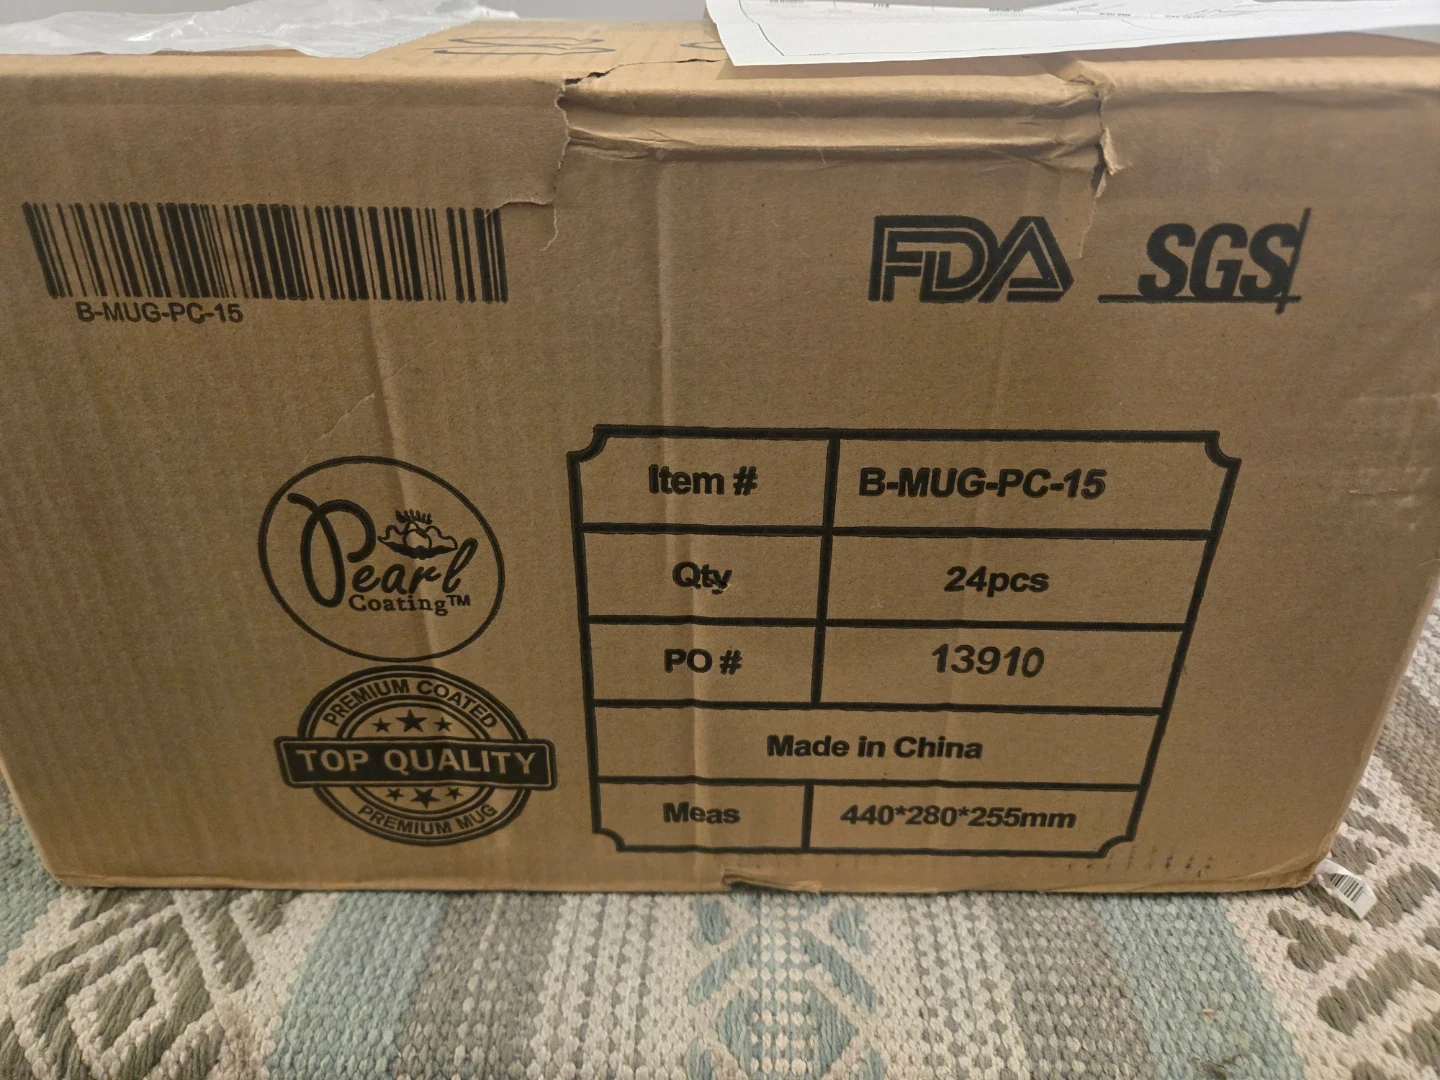 B-MUG-PC-15
FDA SGS
Pearl
Coating™
PREMIUM COATED
TOP QUALITY
PREMIUM MUG
Item # B-MUG-PC-15
Qty 24pcs
PO # 13910
Made in China
Meas 440*280*255mm